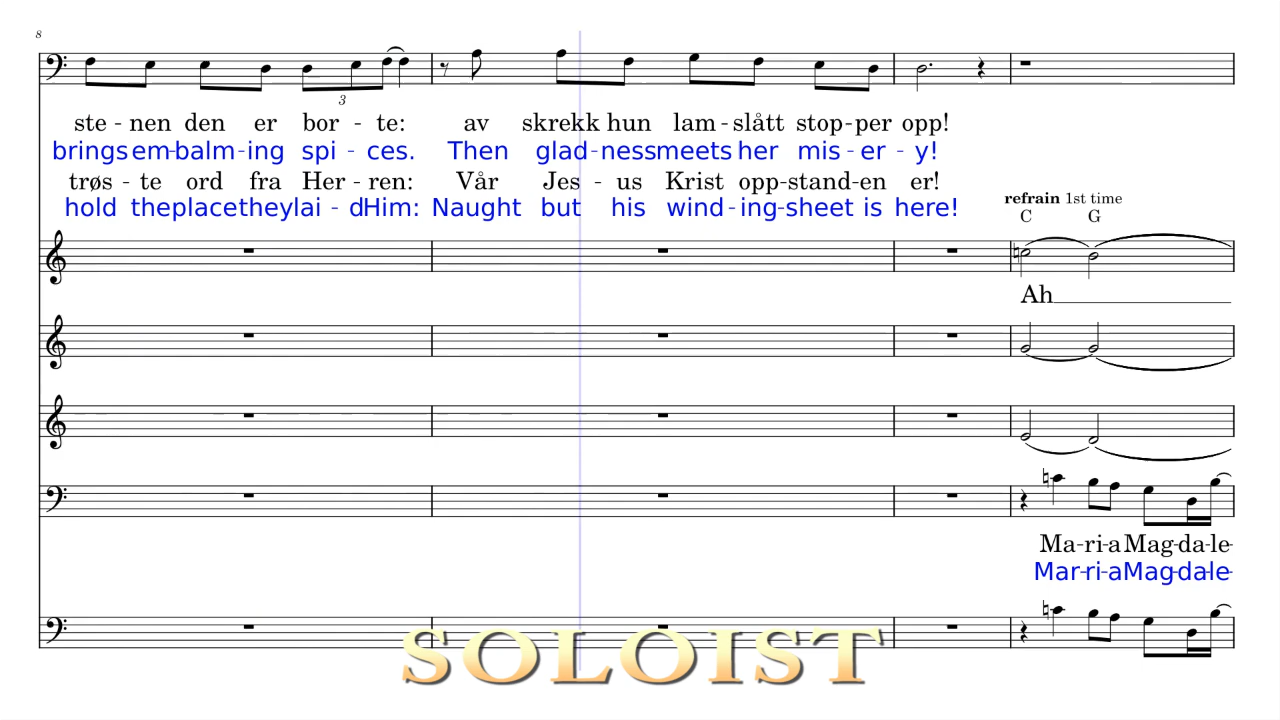 8
3
ste - nen den er bor - te: av skrekk hun lam - slått stop - per opp!
brings em - balm - ing spi - ces. Then glad - ness meets her mis - er - y!
trøs - te ord fra Her - ren: Vår Jes - us Krist opp - stand - en er!
hold the place they lai - d Him: Naught but his wind - ing - sheet is here!
refrain 1st time
C G
Ah
Ma - ri - a Mag - da - le -
Mar - ri - a Mag - da - le -
SOLOIST